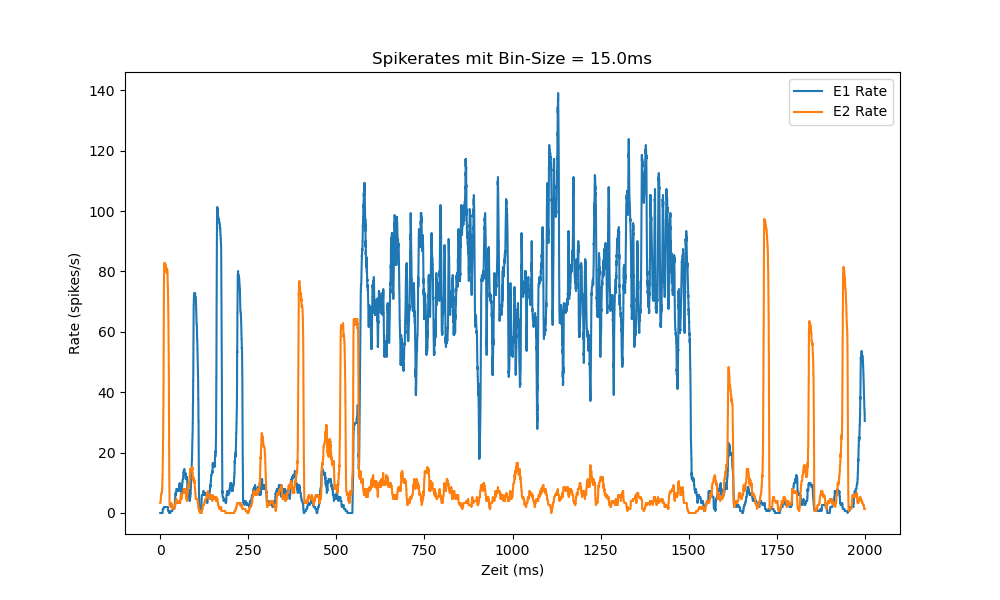 Spikerates mit Bin-Size = 15.0ms
E1 Rate
E2 Rate
Rate (spikes/s)
140
120
100
80
60
40
20
0
0 250 500 750 1000 1250 1500 1750 2000
Zeit (ms)